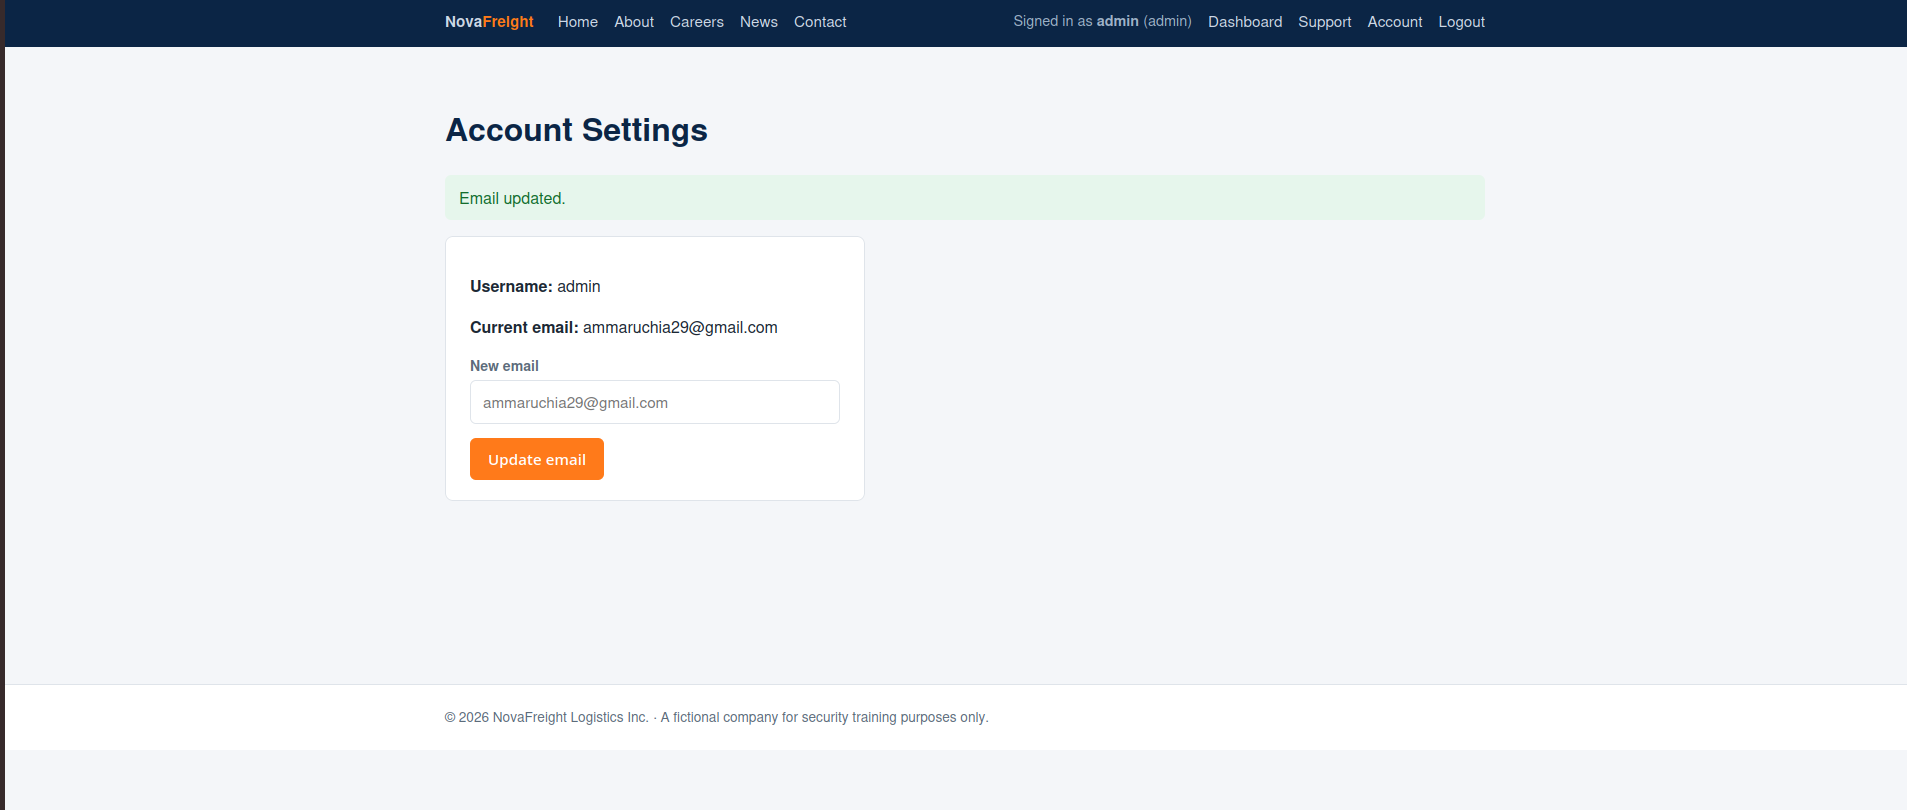 NovaFreight Home About Careers News Contact Signed in as admin (admin) Dashboard Support Account Logout
Account Settings
Email updated.
Username: admin
Current email: ammaruchia29@gmail.com
New email
ammaruchia29@gmail.com
Update email
© 2026 NovaFreight Logistics Inc. · A fictional company for security training purposes only.